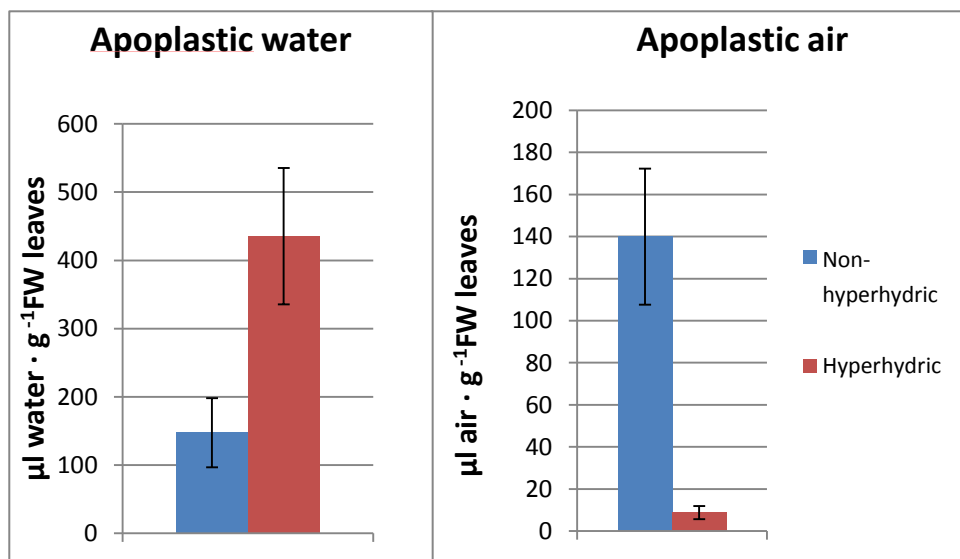 Apoplastic water
µl water · g -1FW leaves
600
500
400
300
200
100
0
Apoplastic air
µl air · g -1FW leaves
200
180
160
140
120
100
80
60
40
20
0
Non-
hyperhydric
Hyperhydric